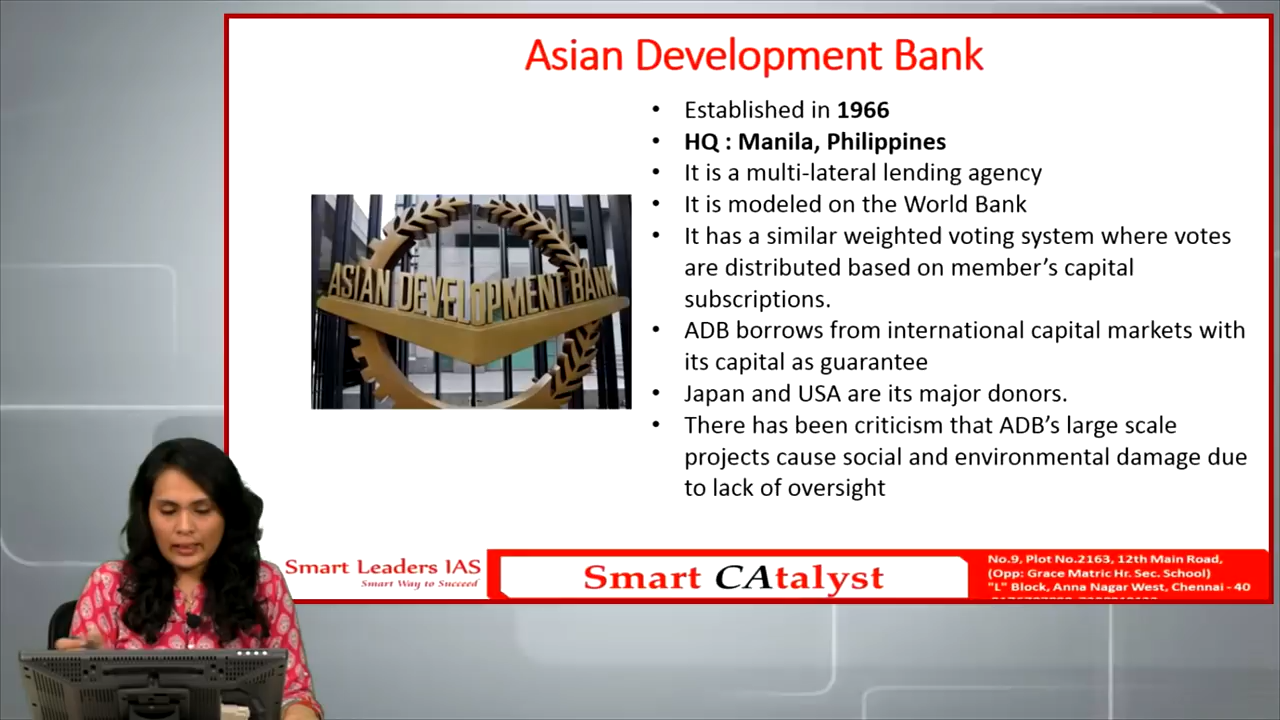 Asian Development Bank
• Established in 1966
• HQ : Manila, Philippines
• It is a multi-lateral lending agency
• It is modeled on the World Bank
• It has a similar weighted voting system where votes
are distributed based on member's capital
subscriptions.
• ADB borrows from international capital markets with
its capital as guarantee
• Japan and USA are its major donors.
• There has been criticism that ADB's large scale
projects cause social and environmental damage due
to lack of oversight
ASIAN DEVELOPMENT BANK
Smart Leaders IAS
Smart Way to Succeed
Smart CAtalyst
No.9, Plot No.2163, 12th Main Road,
(Opp: Grace Matric Hr. Sec. School)
"L" Block, Anna Nagar West, Chennai - 40